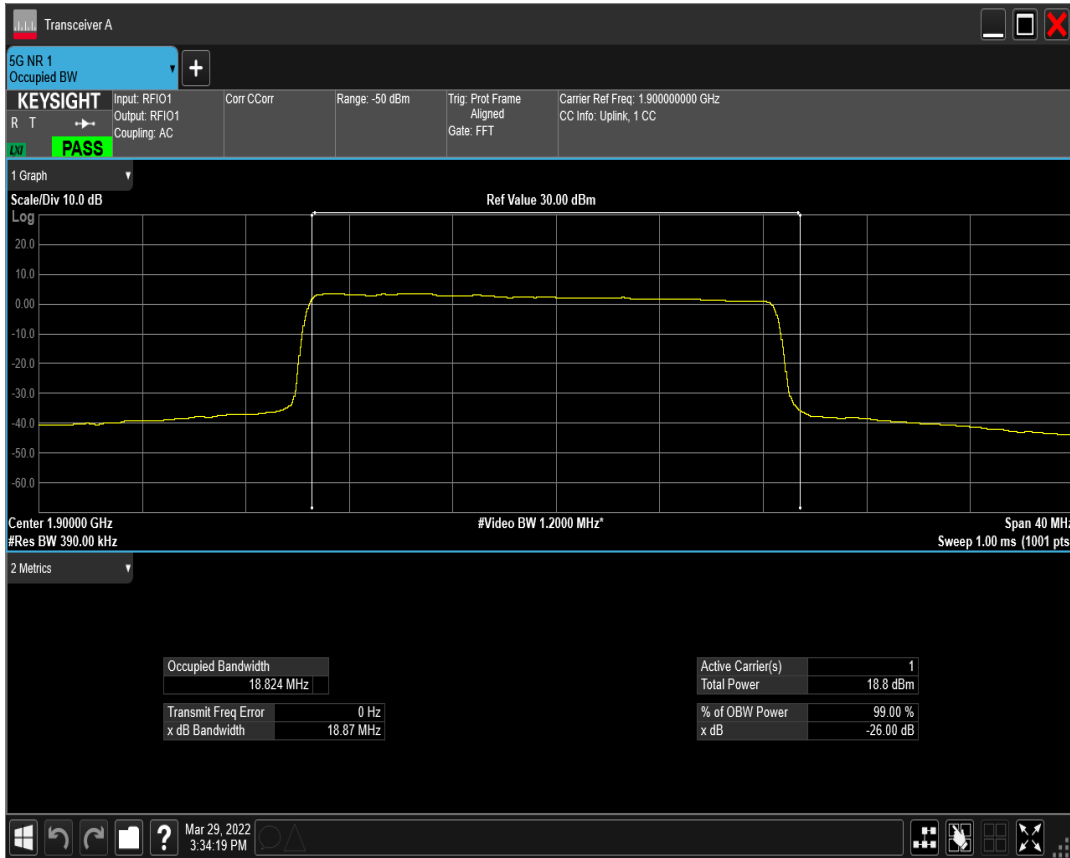 Transceiver A
5G NR 1
Occupied BW
+
KEYSIGHT
R T
LXI
PASS
Input: RFIO1
Output: RFIO1
Coupling: AC
Corr CCorr
Range: -50 dBm
Trig: Prot Frame
Aligned
Gate: FFT
Carrier Ref Freq: 1.900000000 GHz
CC Info: Uplink, 1 CC
1 Graph
Scale/Div 10.0 dB
Ref Value 30.00 dBm
Log
20.0
10.0
0.00
-10.0
-20.0
-30.0
-40.0
-50.0
-60.0
Center 1.90000 GHz
#Video BW 1.2000 MHz*
Span 40 MHz
#Res BW 390.00 kHz
Sweep 1.00 ms (1001 pts
2 Metrics
Occupied Bandwidth
18.824 MHz
Transmit Freq Error 0 Hz
x dB Bandwidth 18.87 MHz
Active Carrier(s) 1
Total Power 18.8 dBm
% of OBW Power 99.00 %
x dB -26.00 dB
?
Mar 29, 2022
3:34:19 PM